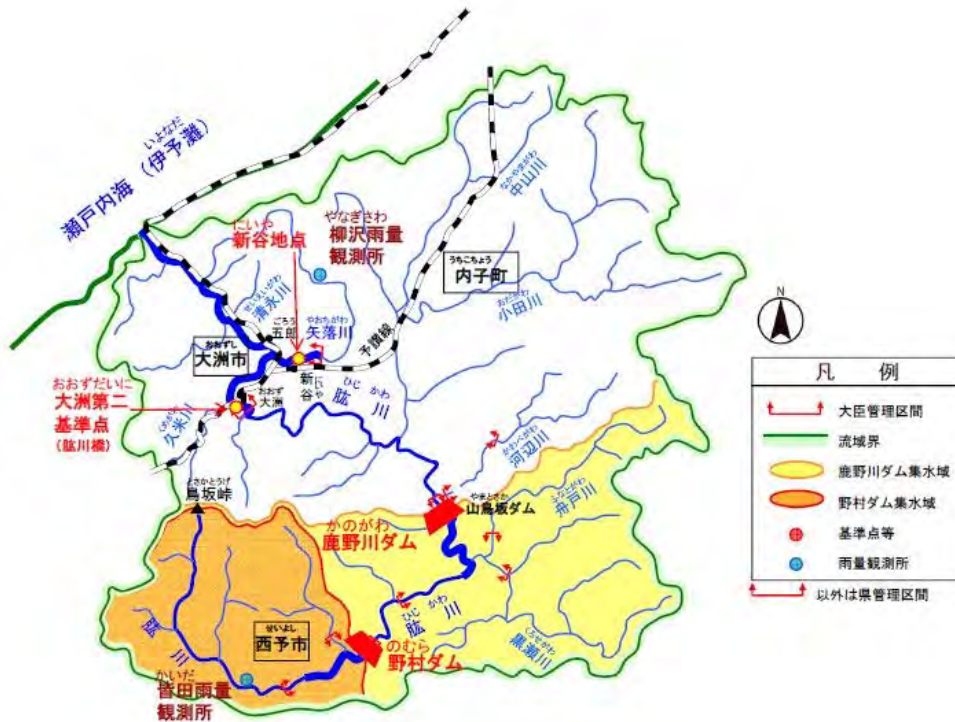 いよなだ
瀬戸内海（伊予灘）
にいや
新谷地点
やなぎさわ
柳沢雨量
観測所
なかやまがわ
中山川
うちこちょう
内子町
おだがわ
小田川
せいえいがわ
清永川
ごろう
五郎
やおちがわ
矢落川
予讃線
おおずし
大洲市
にいや
新谷
ひじ かわ
肱川
おおず
大洲
おおずだいに
大洲第二
基準点
(肱川橋)
くめがわ
久米川
かわべがわ
河辺川
とさかとうげ
鳥坂峠
やまとさか
山鳥坂ダム
ふなとがわ
舟戸川
かのがわ
鹿野川ダム
ひじ かわ
肱川
くろせがわ
黒瀬川
せいよし
西予市
のむら
野村ダム
肱川
かいだ
皆田雨量
観測所
N
凡 例
大臣管理区間
流域界
鹿野川ダム集水域
野村ダム集水域
基準点等
雨量観測所
以外は県管理区間